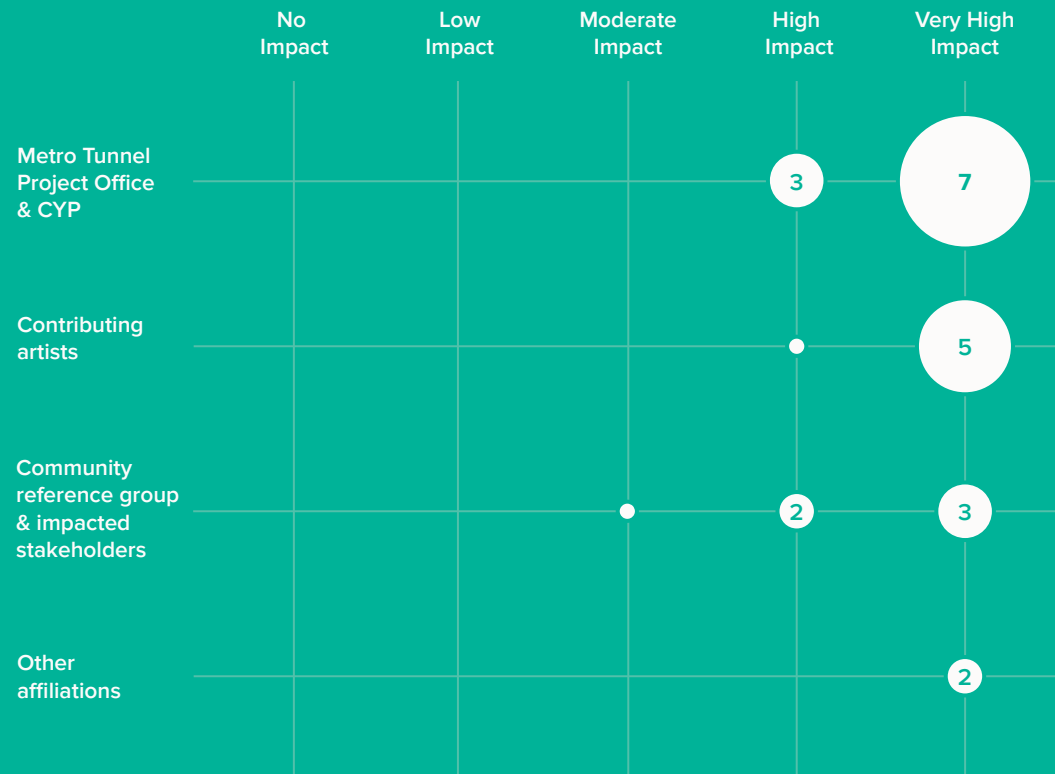 No
Impact
Low
Impact
Moderate
Impact
High
Impact
Very High
Impact
Metro Tunnel
Project Office
& CYP
3
7
Contributing
artists
5
Community
reference group
& impacted
stakeholders
2
3
Other
affiliations
2